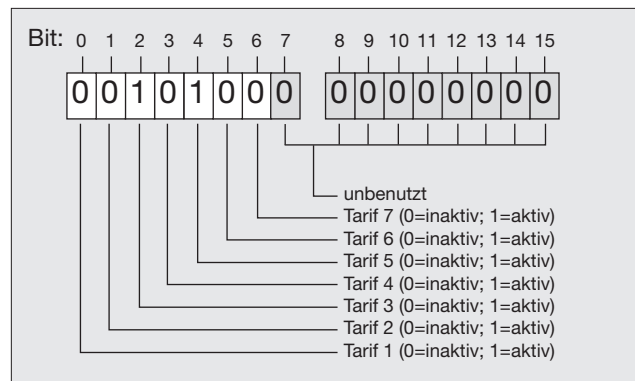 Bit: 0 1 2 3 4 5 6 7 8 9 10 11 12 13 14 15
0 0 1 0 1 0 0 0 0 0 0 0 0 0 0 0
unbenutzt
Tarif 7 (0=inaktiv; 1=aktiv)
Tarif 6 (0=inaktiv; 1=aktiv)
Tarif 5 (0=inaktiv; 1=aktiv)
Tarif 4 (0=inaktiv; 1=aktiv)
Tarif 3 (0=inaktiv; 1=aktiv)
Tarif 2 (0=inaktiv; 1=aktiv)
Tarif 1 (0=inaktiv; 1=aktiv)